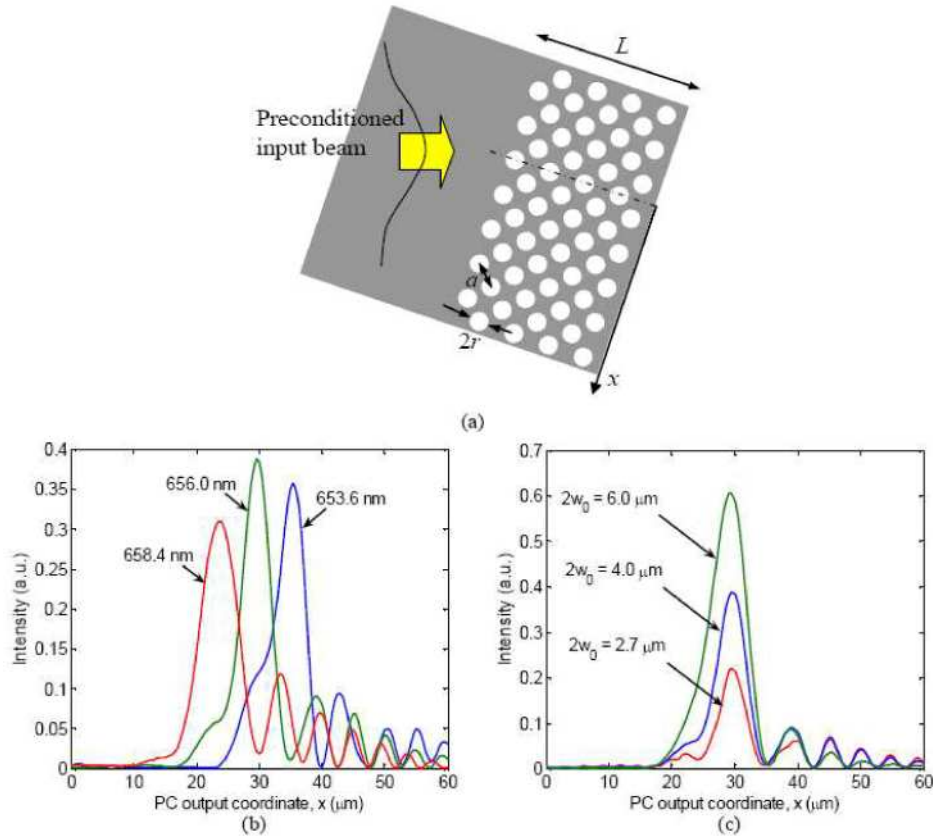 L
Preconditioned
input beam
a
2r
x
(a)
0.4
0.35
0.3
0.25
0.2
0.15
0.1
0.05
0
Intensity (a.u.)
656.0 nm
653.6 nm
658.4 nm
0 10 20 30 40 50 60
PC output coordinate, x (μm)
(b)
0.7
0.6
0.5
0.4
0.3
0.2
0.1
0
Intensity (a.u.)
2w0 = 6.0 μm
2w0 = 4.0 μm
2w0 = 2.7 μm
0 10 20 30 40 50 60
PC output coordinate, x (μm)
(c)